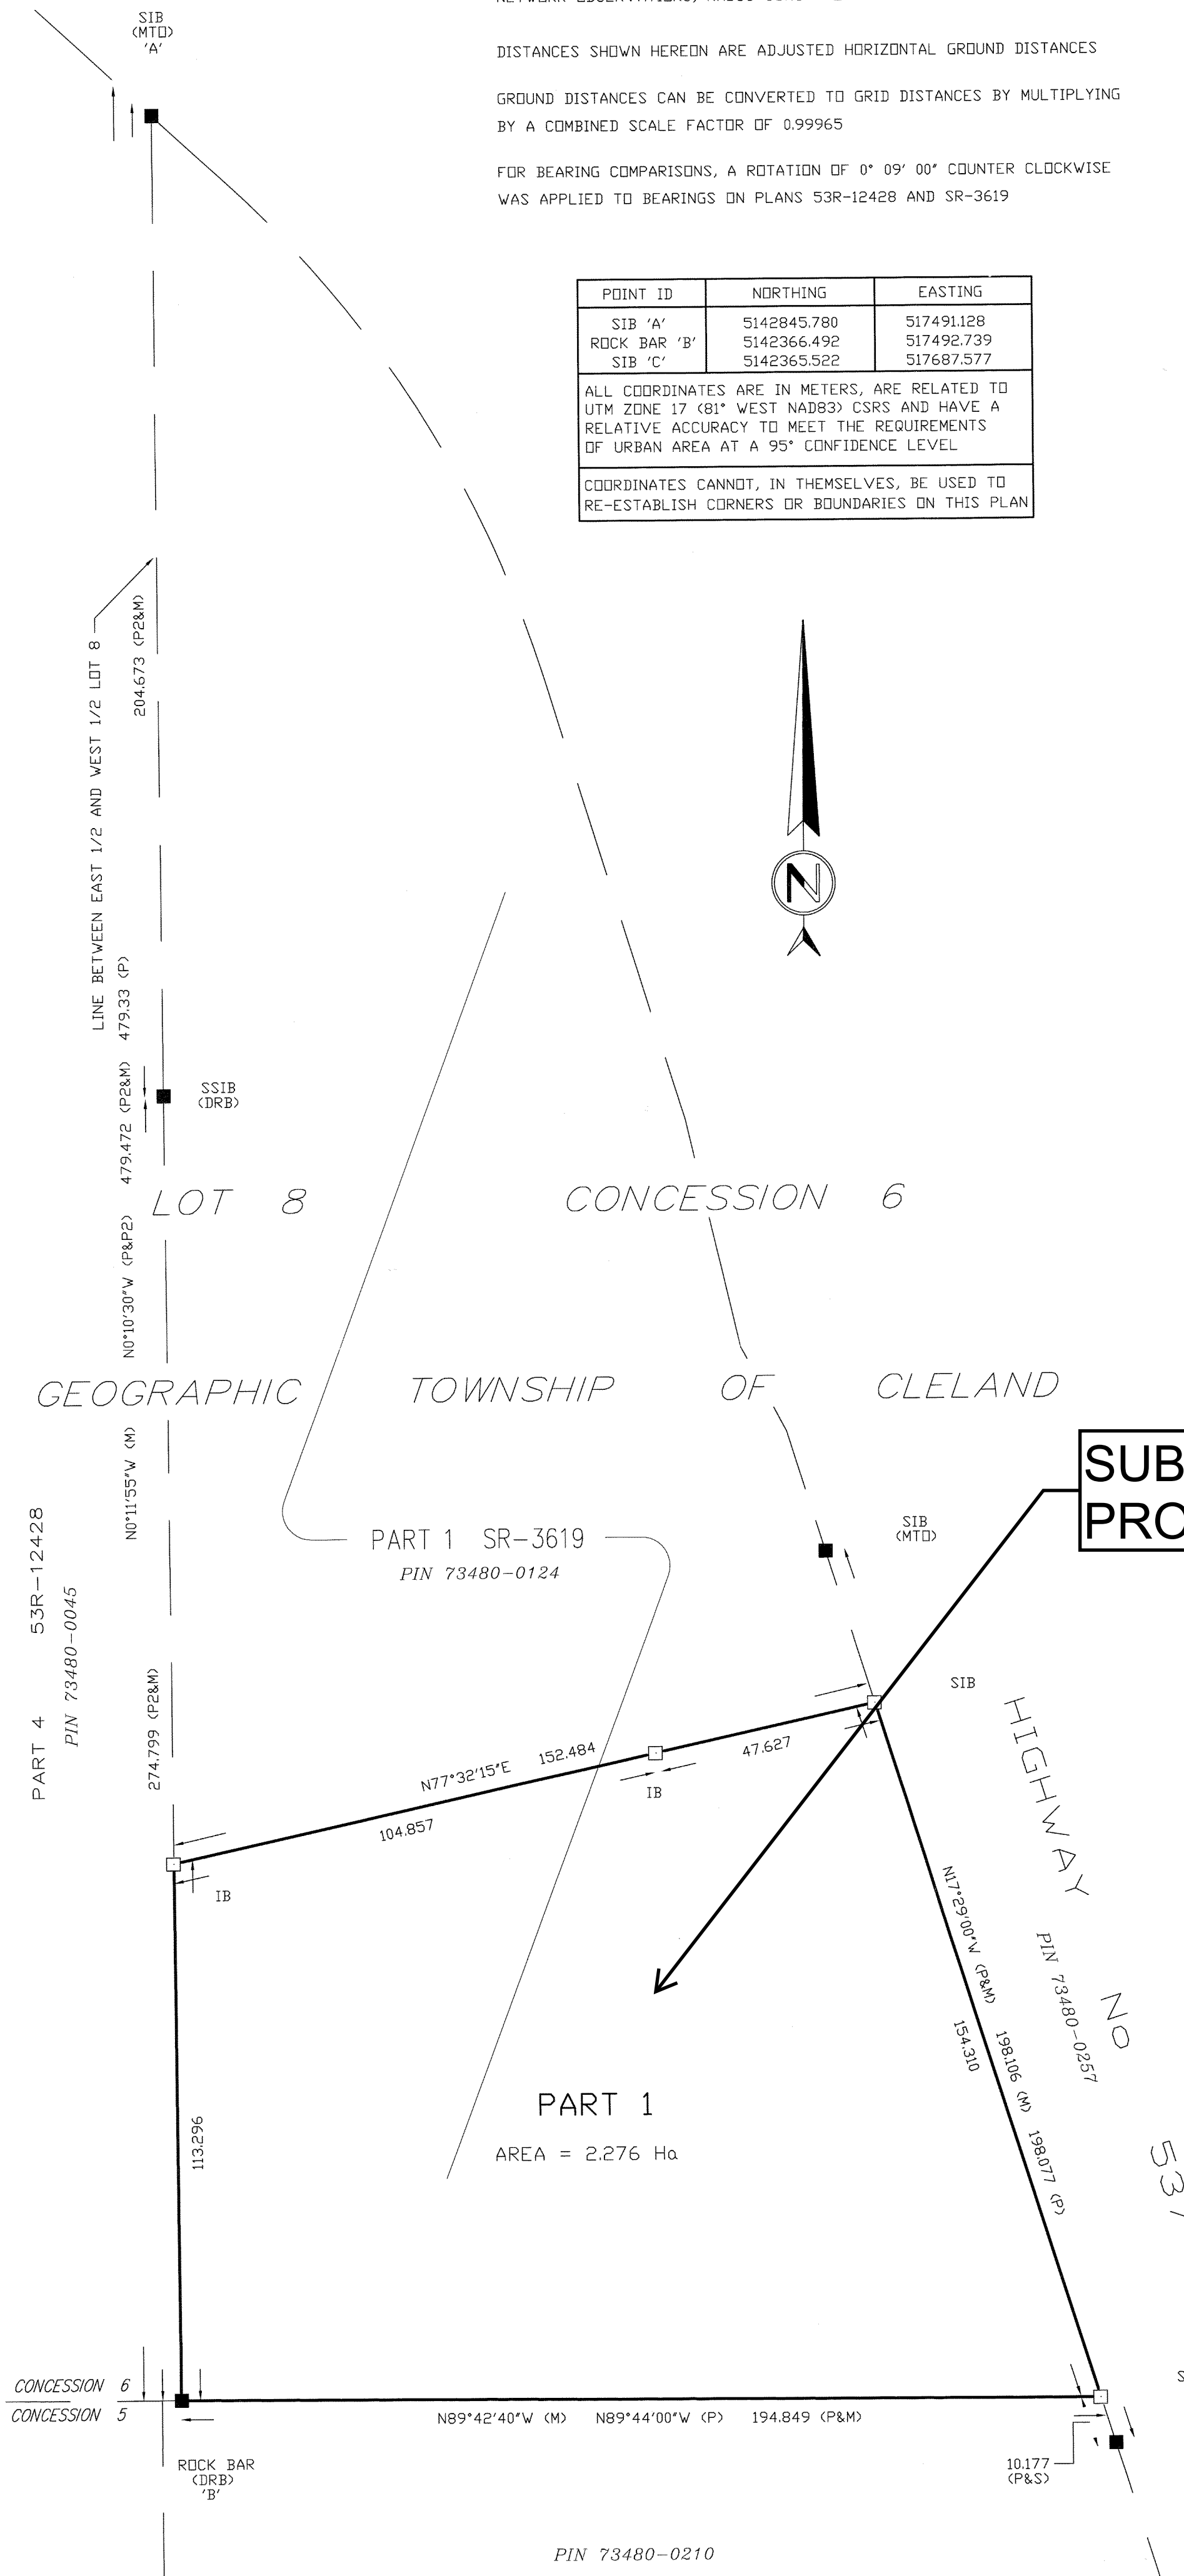 SIB
(MTO)
'A'
DISTANCES SHOWN HEREON ARE ADJUSTED HORIZONTAL GROUND DISTANCES
GROUND DISTANCES CAN BE CONVERTED TO GRID DISTANCES BY MULTIPLYING
BY A COMBINED SCALE FACTOR OF 0.99965
FOR BEARING COMPARISONS, A ROTATION OF 0° 09' 00" COUNTER CLOCKWISE
WAS APPLIED TO BEARINGS ON PLANS 53R-12428 AND SR-3619
POINT ID NORTHING EASTING
SIB 'A' 5142845.780 517491.128
ROCK BAR 'B' 5142366.492 517492.739
SIB 'C' 5142365.522 517687.577
ALL COORDINATES ARE IN METERS, ARE RELATED TO
UTM ZONE 17 (81° WEST NAD83) CSRS AND HAVE A
RELATIVE ACCURACY TO MEET THE REQUIREMENTS
OF URBAN AREA AT A 95° CONFIDENCE LEVEL
COORDINATES CANNOT, IN THEMSELVES, BE USED TO
RE-ESTABLISH CORNERS OR BOUNDARIES ON THIS PLAN
LINE BETWEEN EAST 1/2 AND WEST 1/2 LOT 8
204.673 (P2&M)
N0°10'30"W (P&P2) 479.472 (P2&M) 479.33 (P)
SSIB
(DRB)
LOT 8 CONCESSION 6
GEOGRAPHIC TOWNSHIP OF CLELAND
N0°11'55"W (M)
SUB
PRO
SIB
(MTO)
PART 1 SR-3619
PIN 73480-0124
PART 4 53R-12428
PIN 73480-0045
274.799 (P2&M)
SIB
HIGHWAY NO 537
PIN 73480-0257
N77°32'15"E 152.484
47.627
IB
104.857
IB
N17°29'00"W (P&M) 198.106 (M) 198.077 (P)
154.310
PART 1
AREA = 2.276 Ha
113.296
CONCESSION 6
CONCESSION 5
N89°42'40"W (M) N89°44'00"W (P) 194.849 (P&M)
S
ROCK BAR
(DRB)
'B'
10.177
(P&S)
PIN 73480-0210